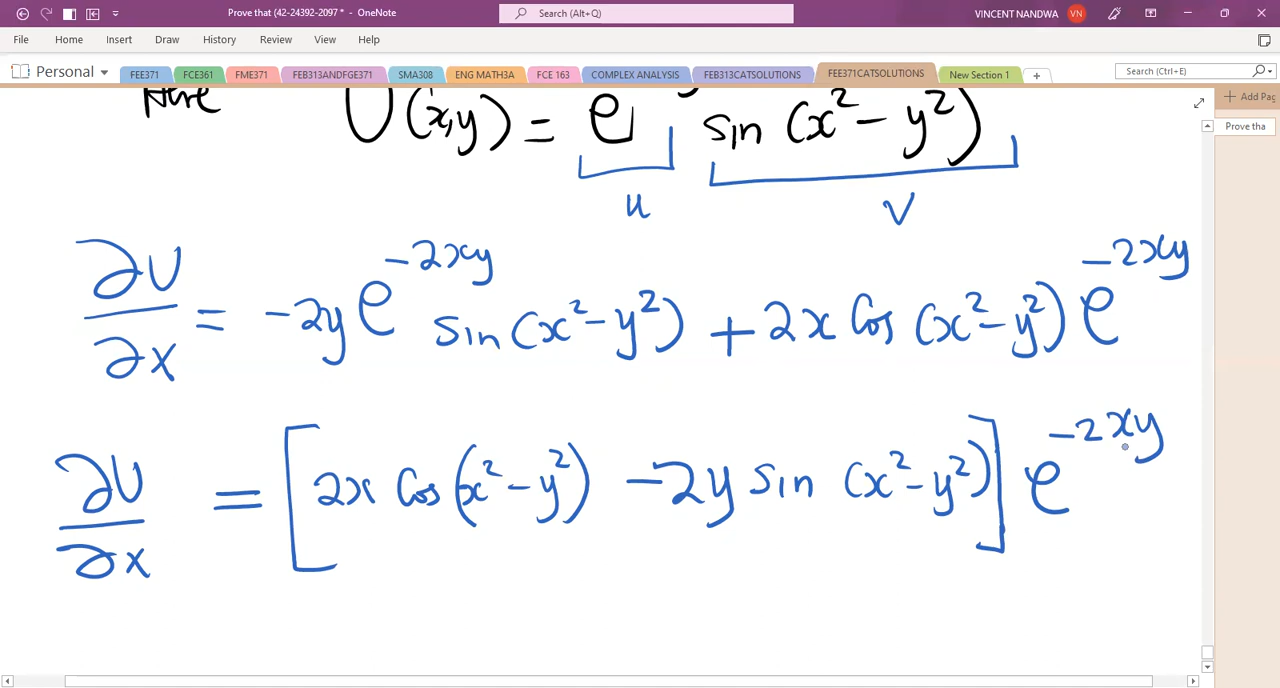 Prove that (42-24392-2097 * - OneNote
Search (Alt+Q)
VINCENT NANDWA VN
File Home Insert Draw History Review View Help
Personal FEE371 FCE361 FME371 FEB313ANDFGE371 SMA308 ENG MATH3A FCE 163 COMPLEX ANALYSIS FEB313CATSOLUTIONS FEE371CATSOLUTIONS New Section 1 + Search (Ctrl+E)
+ Add Pag
Prove tha
Here U(x,y) = e sin (x² - y²)
u v
∂U/∂x = -2y e^{-2xy} sin (x² - y²) + 2x Cos (x² - y²) e^{-2xy}
∂U/∂x = [2x Cos (x² - y²) - 2y sin (x² - y²)] e^{-2xy}